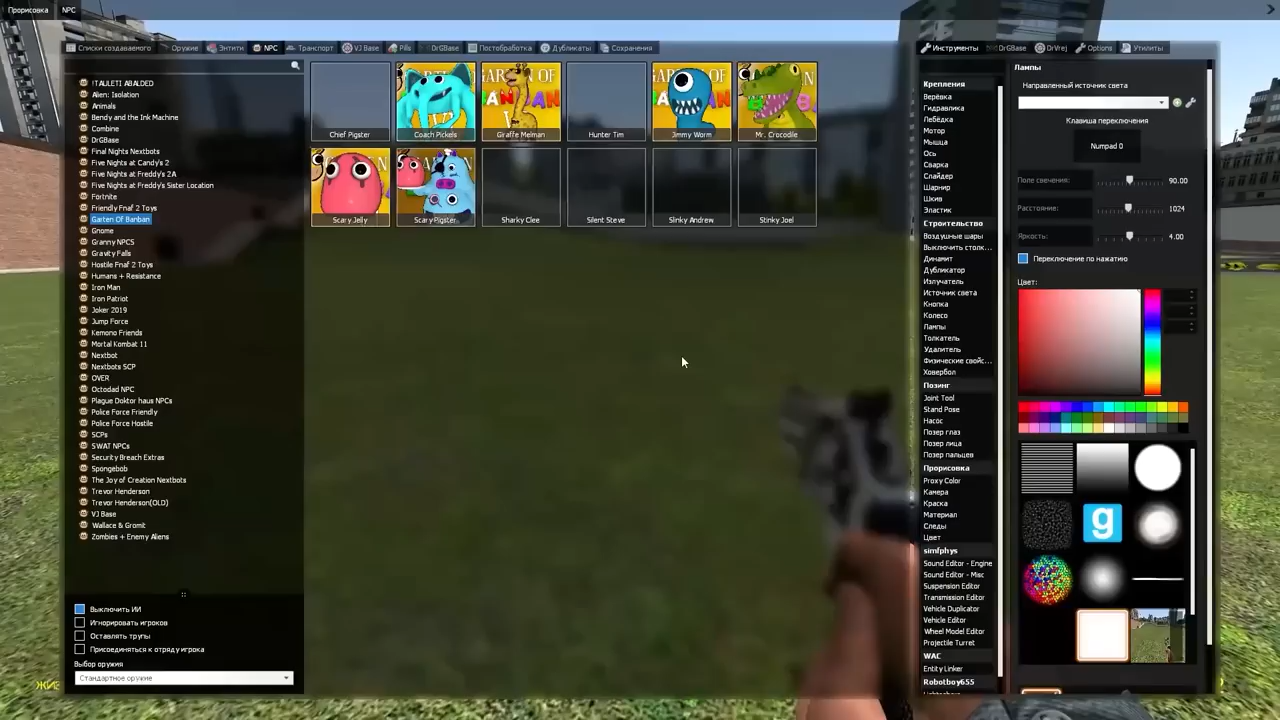 Прорисовка NPC
Списки создаваемого Оружие Энтити NPC Транспорт VJ Base Pills DrGBase Постобработка Дубликаты Сохранения
!TAULETI ABALDED
Alien: Isolation
Animals
Bendy and the Ink Machine
Combine
DrGBase
Final Nights Nextbots
Five Nights at Candy's 2
Five Nights at Freddy's 2A
Five Nights at Freddy's Sister Location
Fortnite
Friendly Fnaf 2 Toys
Garten Of Banban
Gnome
Granny NPCS
Gravity Falls
Hostile Fnaf 2 Toys
Humans + Resistance
Iron Man
Iron Patriot
Joker 2019
Jump Force
Kemono Friends
Mortal Kombat 11
Nextbot
Nextbots SCP
OVER
Octodad NPC
Plague Doktor haus NPCs
Police Force Friendly
Police Force Hostile
SCPs
SWAT NPCs
Security Breach Extras
Spongebob
The Joy of Creation Nextbots
Trevor Henderson
Trevor Henderson(OLD)
VJ Base
Wallace & Gromit
Zombies + Enemy Aliens
Выключить ИИ
Игнорировать игроков
Оставлять трупы
Присоединяться к отряду игрока
Выбор оружия
Стандартное оружие
Chief Pigster Coach Pickels Giraffe Melman Hunter Tim Jimmy Worm Mr. Crocodile
Scary Jelly Scary Pigster Sharky Clee Silent Steve Slinky Andrew Stinky Joel
Инструменты DrGBase DrVrej Options Утилиты
Крепления
Верёвка
Гидравлика
Лебёдка
Мотор
Мышца
Ось
Сварка
Слайдер
Шарнир
Шкив
Эластик
Строительство
Воздушные шары
Выключить столк...
Динамит
Дубликатор
Излучатель
Источник света
Кнопка
Колесо
Лампы
Толкатель
Удалитель
Физические свойс...
Ховербол
Позинг
Joint Tool
Stand Pose
Насос
Позер глаз
Позер лица
Позер пальцев
Прорисовка
Proxy Color
Камера
Краска
Материал
Следы
Цвет
simfphys
Sound Editor - Engine
Sound Editor - Misc
Suspension Editor
Transmission Editor
Vehicle Duplicator
Vehicle Editor
Wheel Model Editor
Projectile Turret
WAC
Entity Linker
Robotboy655
Лампы
Направленный источник света
Клавиша переключения
Numpad 0
Поле свечения: 90.00
Расстояние: 1024
Яркость: 4.00
Переключение по нажатию
Цвет:
g